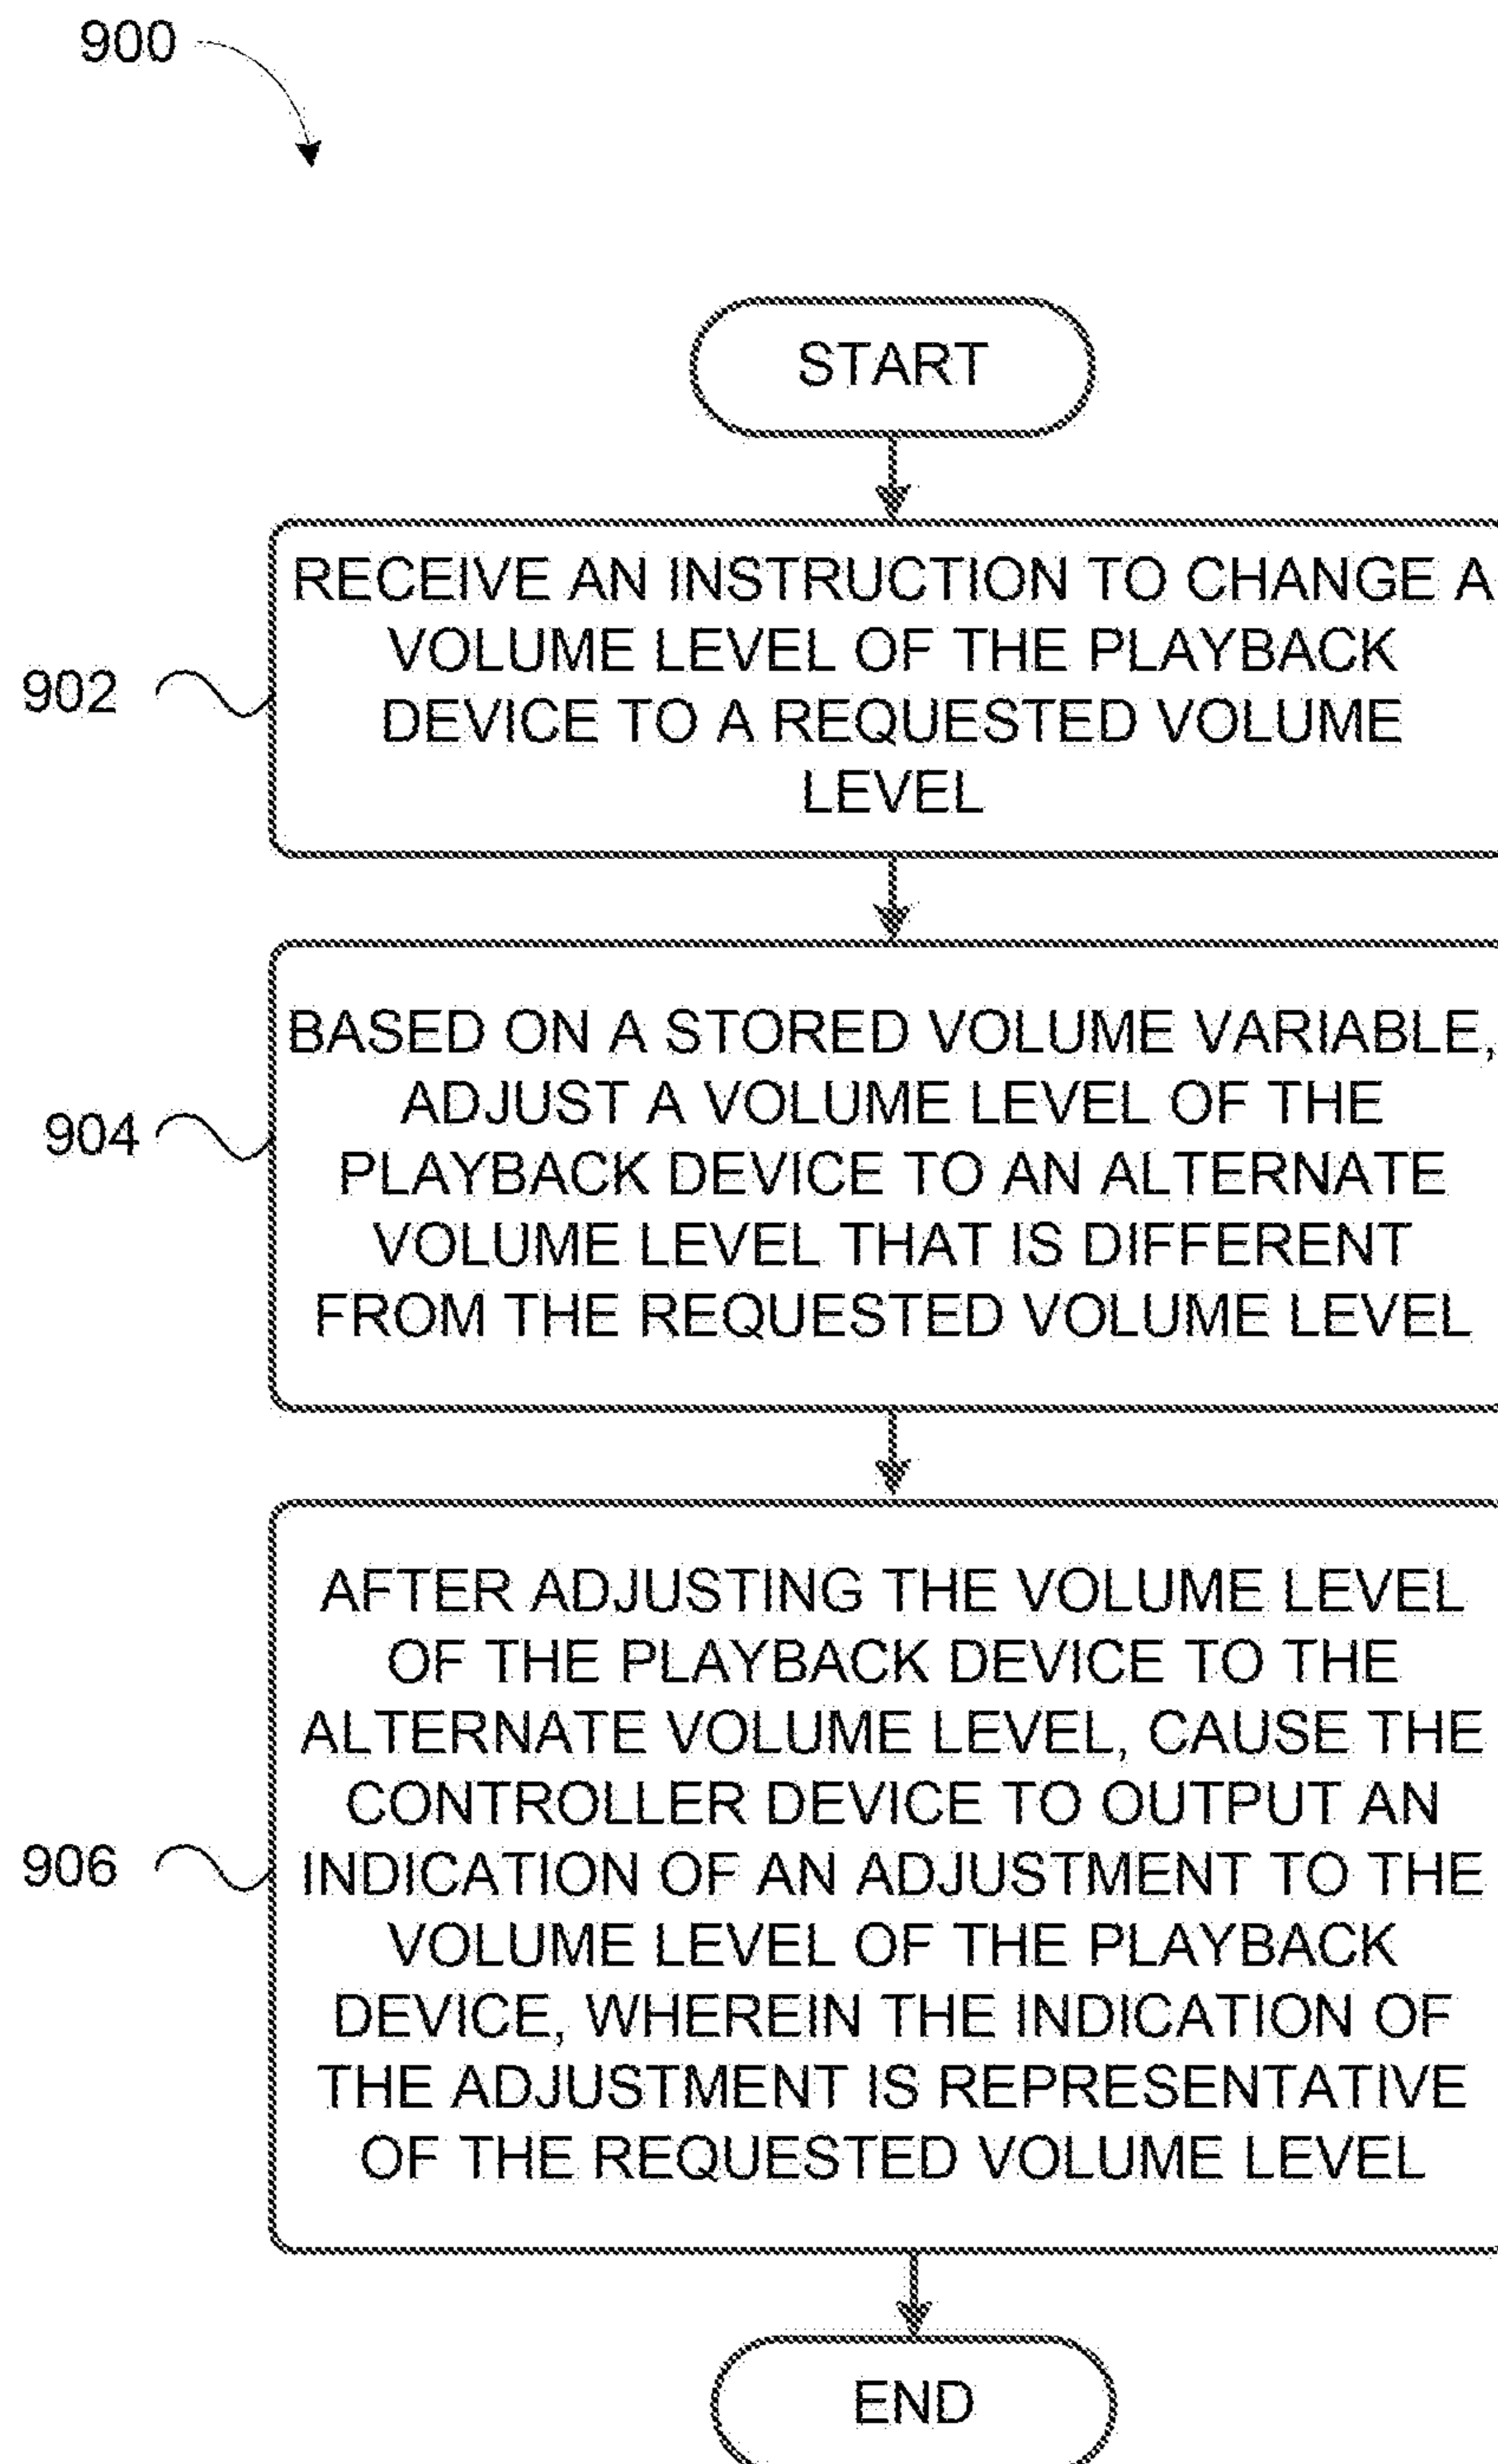 900
START
RECEIVE AN INSTRUCTION TO CHANGE A
VOLUME LEVEL OF THE PLAYBACK
DEVICE TO A REQUESTED VOLUME
LEVEL
902
BASED ON A STORED VOLUME VARIABLE,
ADJUST A VOLUME LEVEL OF THE
PLAYBACK DEVICE TO AN ALTERNATE
VOLUME LEVEL THAT IS DIFFERENT
FROM THE REQUESTED VOLUME LEVEL
904
AFTER ADJUSTING THE VOLUME LEVEL
OF THE PLAYBACK DEVICE TO THE
ALTERNATE VOLUME LEVEL, CAUSE THE
CONTROLLER DEVICE TO OUTPUT AN
INDICATION OF AN ADJUSTMENT TO THE
VOLUME LEVEL OF THE PLAYBACK
DEVICE, WHEREIN THE INDICATION OF
THE ADJUSTMENT IS REPRESENTATIVE
OF THE REQUESTED VOLUME LEVEL
906
END